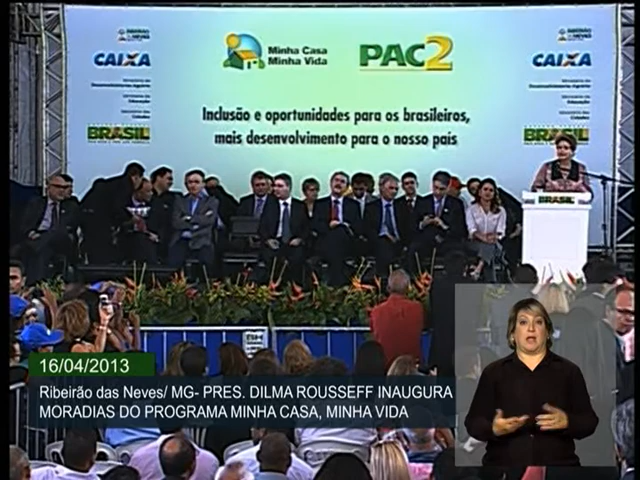 CAIXA
Minha Casa
Minha Vida
PAC2
CAIXA
Inclusão e oportunidades para os brasileiros,
mais desenvolvimento para o nosso país
BRASIL
BRASIL
BRASIL
16/04/2013
Ribeirão das Neves/ MG- PRES. DILMA ROUSSEFF INAUGURA
MORADIAS DO PROGRAMA MINHA CASA, MINHA VIDA